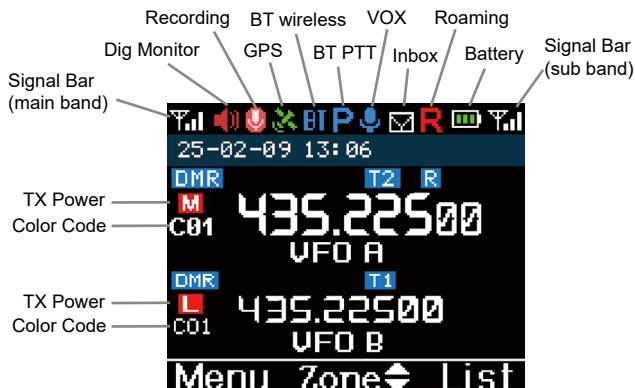 Recording BT wireless VOX Roaming
Dig Monitor GPS BT PTT Inbox Battery Signal Bar
(sub band)
Signal Bar
(main band)
BT P R
25-02-09 13:06
DMR T2 R
TX Power M 435.22500
Color Code C01
VFO A
DMR T1
TX Power L 435.22500
Color Code C01
VFO B
Menu Zone List